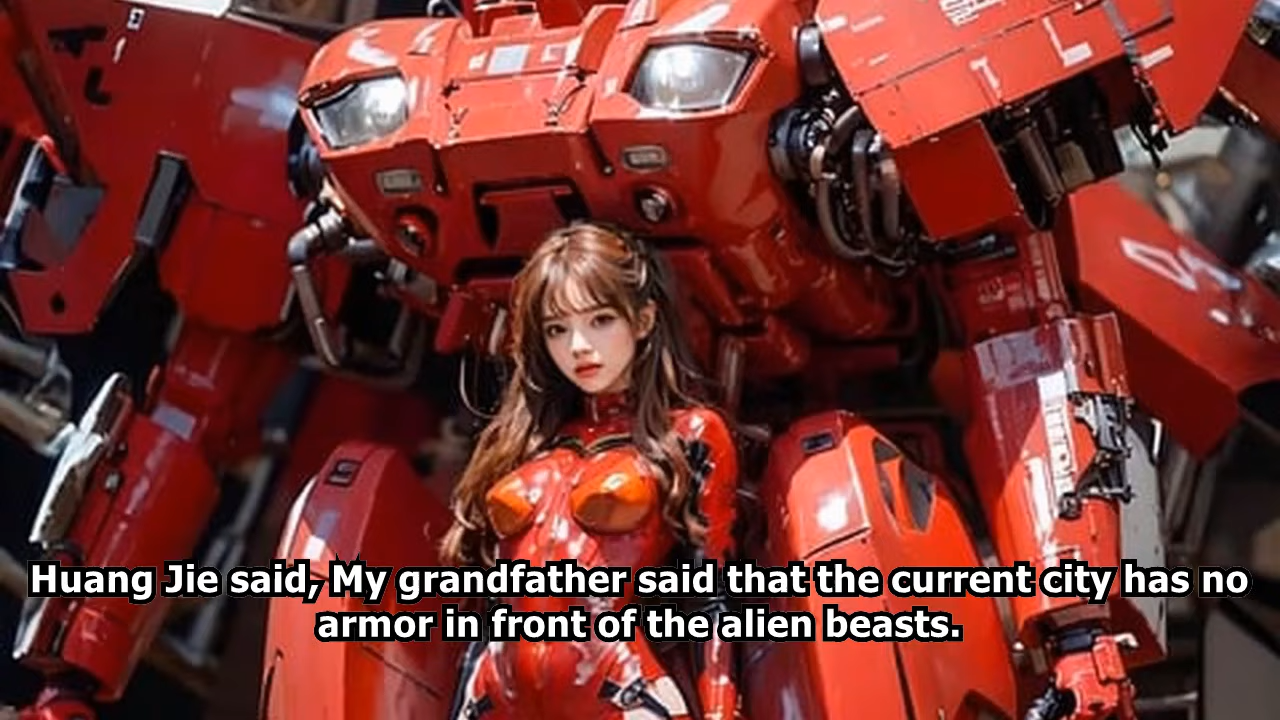 Huang Jie said, My grandfather said that the current city has no
armor in front of the alien beasts.